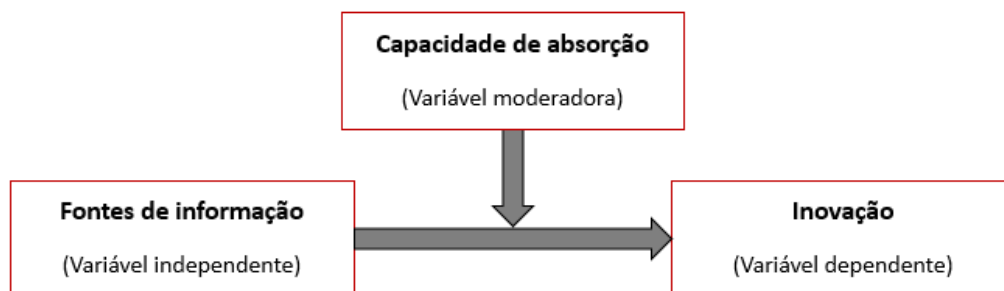 Capacidade de absorção
(Variável moderadora)
Fontes de informação
(Variável independente)
Inovação
(Variável dependente)